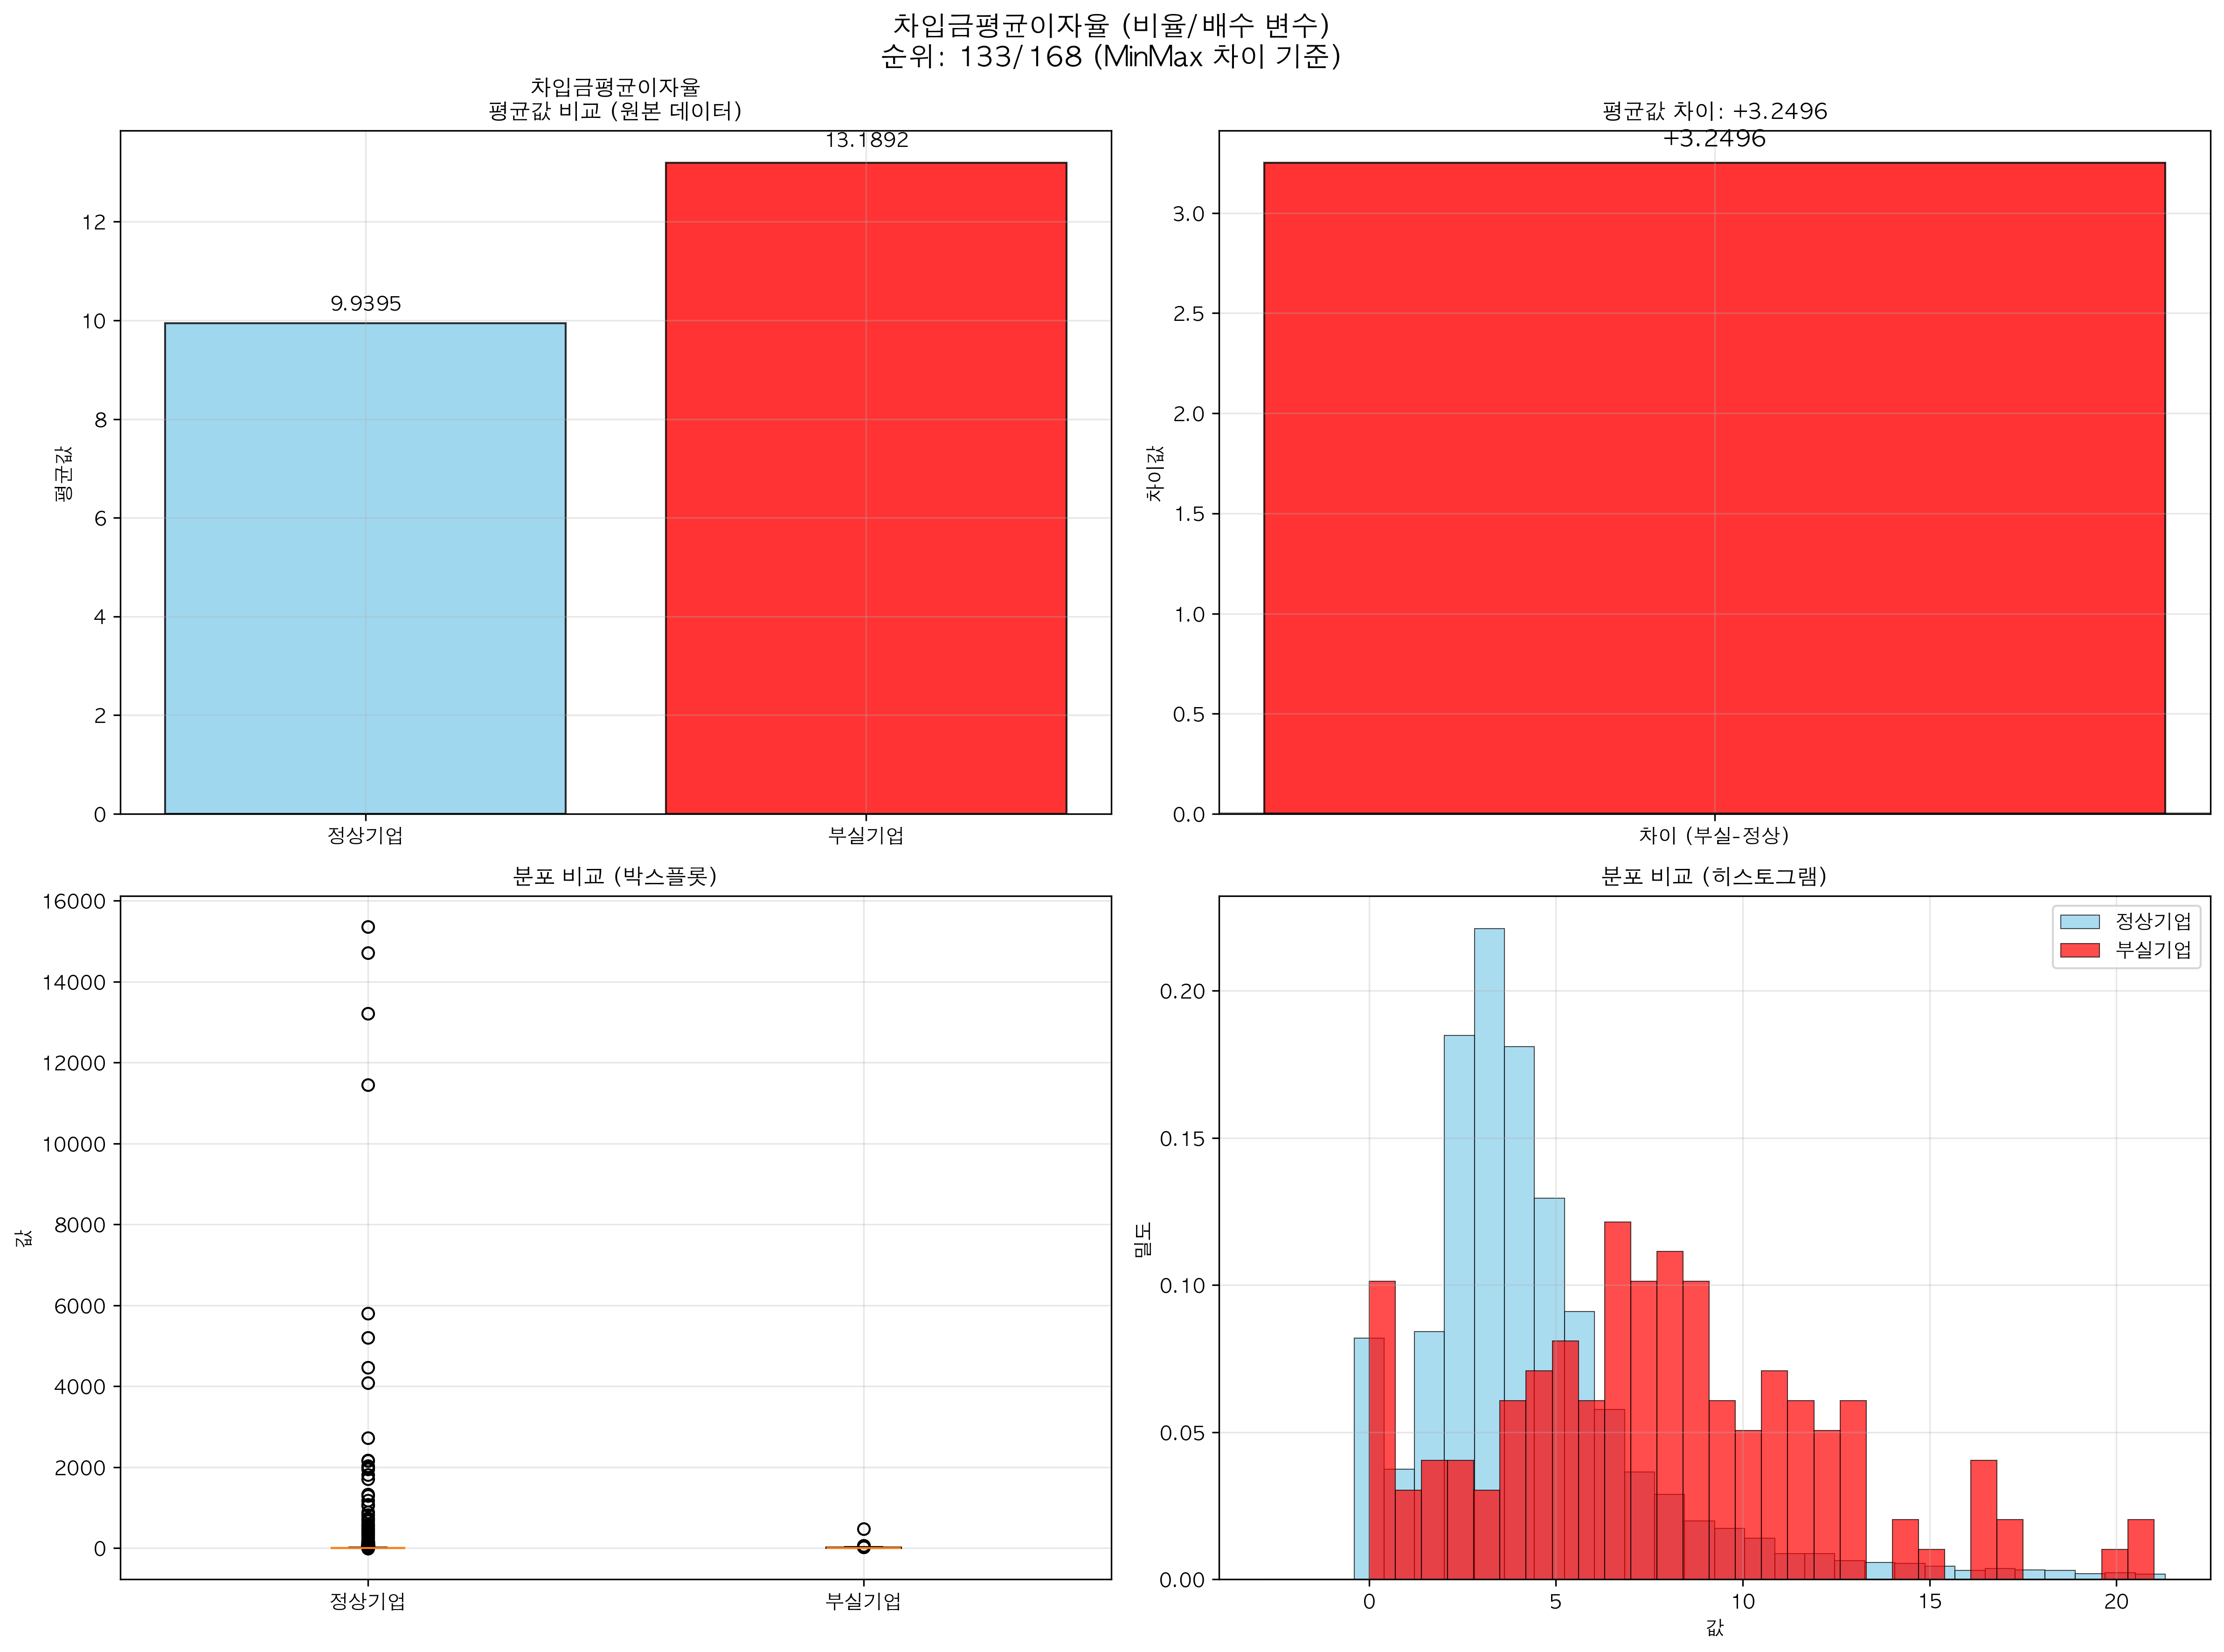 차입금평균이자율 (비율/배수 변수)
순위: 133/168 (MinMax 차이 기준)
차입금평균이자율
평균값 비교 (원본 데이터)
13.1892
9.9395
12
10
8
6
4
2
0
평균값
정상기업
부실기업
평균값 차이: +3.2496
+3.2496
3.0
2.5
2.0
1.5
1.0
0.5
0.0
차이값
차이 (부실-정상)
분포 비교 (박스플롯)
16000
14000
12000
10000
8000
6000
4000
2000
0
값
정상기업
부실기업
분포 비교 (히스토그램)
정상기업
부실기업
0.20
0.15
0.10
0.05
0.00
밀도
0
5
10
15
20
값